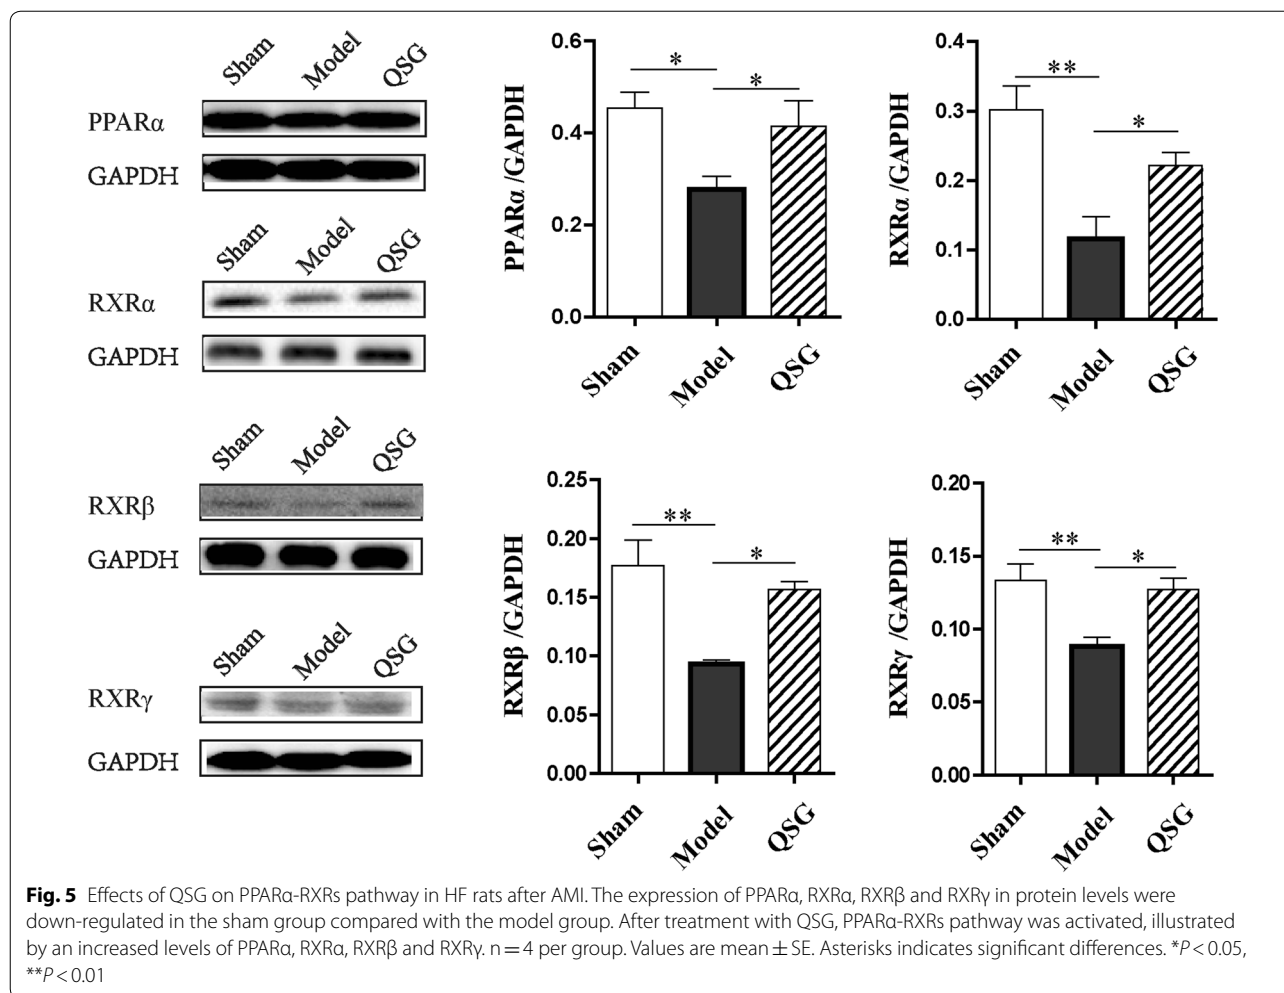 Sham Model QSG
PPARα
GAPDH
Sham Model QSG
RXRα
GAPDH
Sham Model QSG
RXRβ
GAPDH
Sham Model QSG
RXRγ
GAPDH
PPARα /GAPDH
0.6
0.4
0.2
0.0
* *
Sham Model QSG
RXRα /GAPDH
0.4
0.3
0.2
0.1
0.0
** *
Sham Model QSG
RXRβ /GAPDH
0.25
0.20
0.15
0.10
0.05
0.00
** *
Sham Model QSG
RXRγ /GAPDH
0.20
0.15
0.10
0.05
0.00
** *
Sham Model QSG
Fig. 5 Effects of QSG on PPARα-RXRs pathway in HF rats after AMI. The expression of PPARα, RXRα, RXRβ and RXRγ in protein levels were
down-regulated in the sham group compared with the model group. After treatment with QSG, PPARα-RXRs pathway was activated, illustrated
by an increased levels of PPARα, RXRα, RXRβ and RXRγ. n = 4 per group. Values are mean ± SE. Asterisks indicates significant differences. *P < 0.05,
**P < 0.01